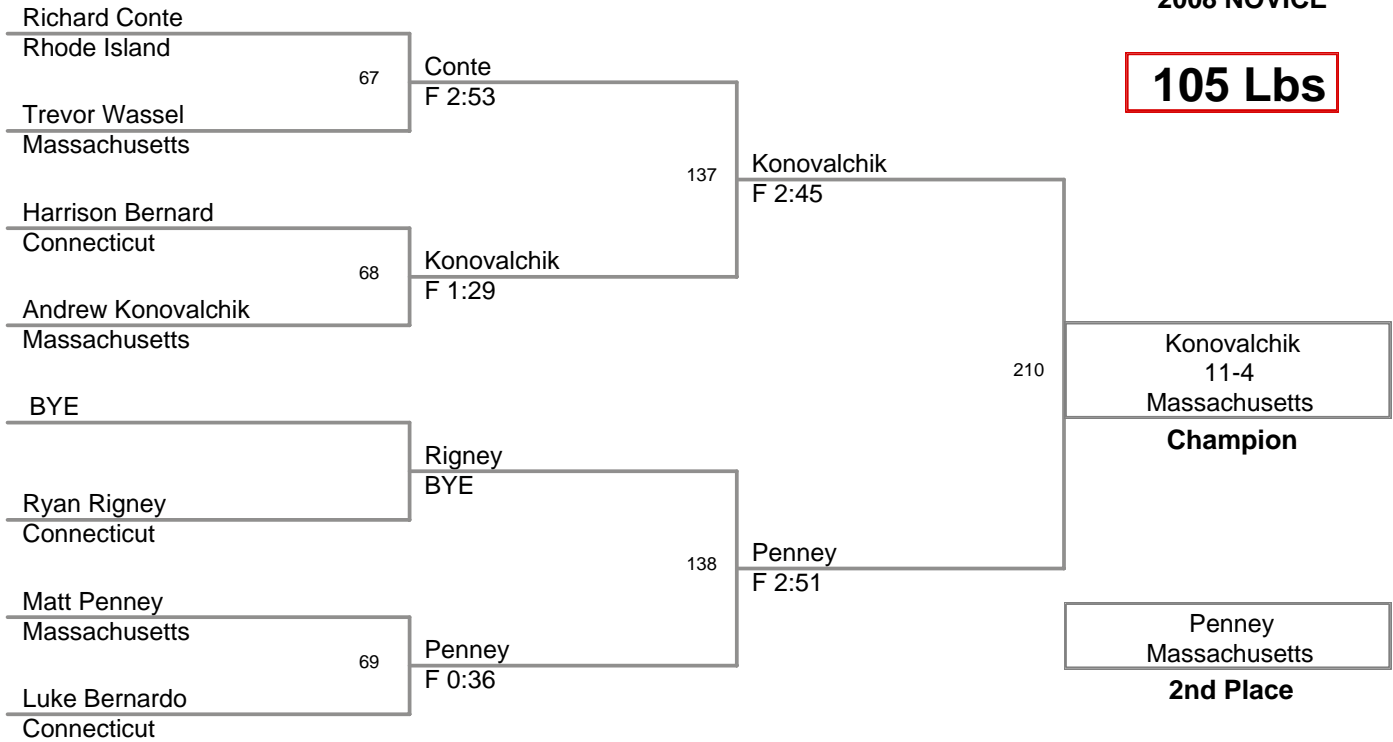 2008 NOVICE
105 Lbs
Richard Conte
Rhode Island
67
Trevor Wassel
Massachusetts
Conte
F 2:53
Harrison Bernard
Connecticut
68
Andrew Konovalchik
Massachusetts
Konovalchik
F 1:29
137
Konovalchik
F 2:45
BYE
Ryan Rigney
Connecticut
Rigney
BYE
Matt Penney
Massachusetts
69
Luke Bernardo
Connecticut
Penney
F 0:36
138
Penney
F 2:51
210
Konovalchik
11-4
Massachusetts
Champion
Penney
Massachusetts
2nd Place